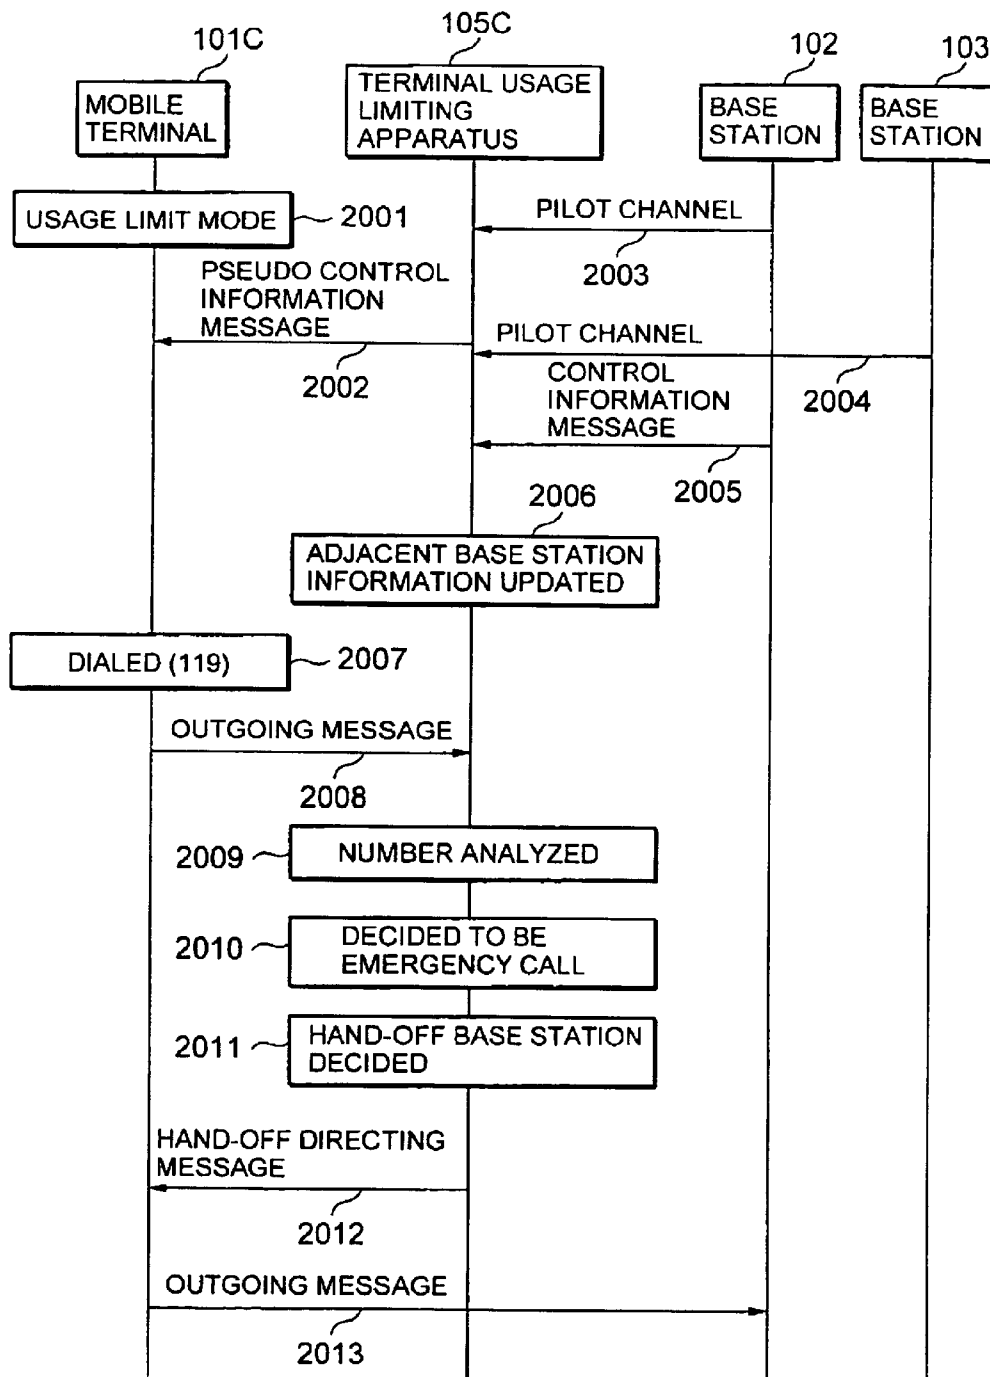 101C
105C
102
103
MOBILE
TERMINAL
TERMINAL USAGE
LIMITING
APPARATUS
BASE
STATION
BASE
STATION
USAGE LIMIT MODE
2001
PILOT CHANNEL
2003
PSEUDO CONTROL
INFORMATION
MESSAGE
2002
PILOT CHANNEL
2004
CONTROL
INFORMATION
MESSAGE
2005
2006
ADJACENT BASE STATION
INFORMATION UPDATED
DIALED (119)
2007
OUTGOING MESSAGE
2008
2009
NUMBER ANALYZED
2010
DECIDED TO BE
EMERGENCY CALL
2011
HAND-OFF BASE STATION
DECIDED
HAND-OFF DIRECTING
MESSAGE
2012
OUTGOING MESSAGE
2013